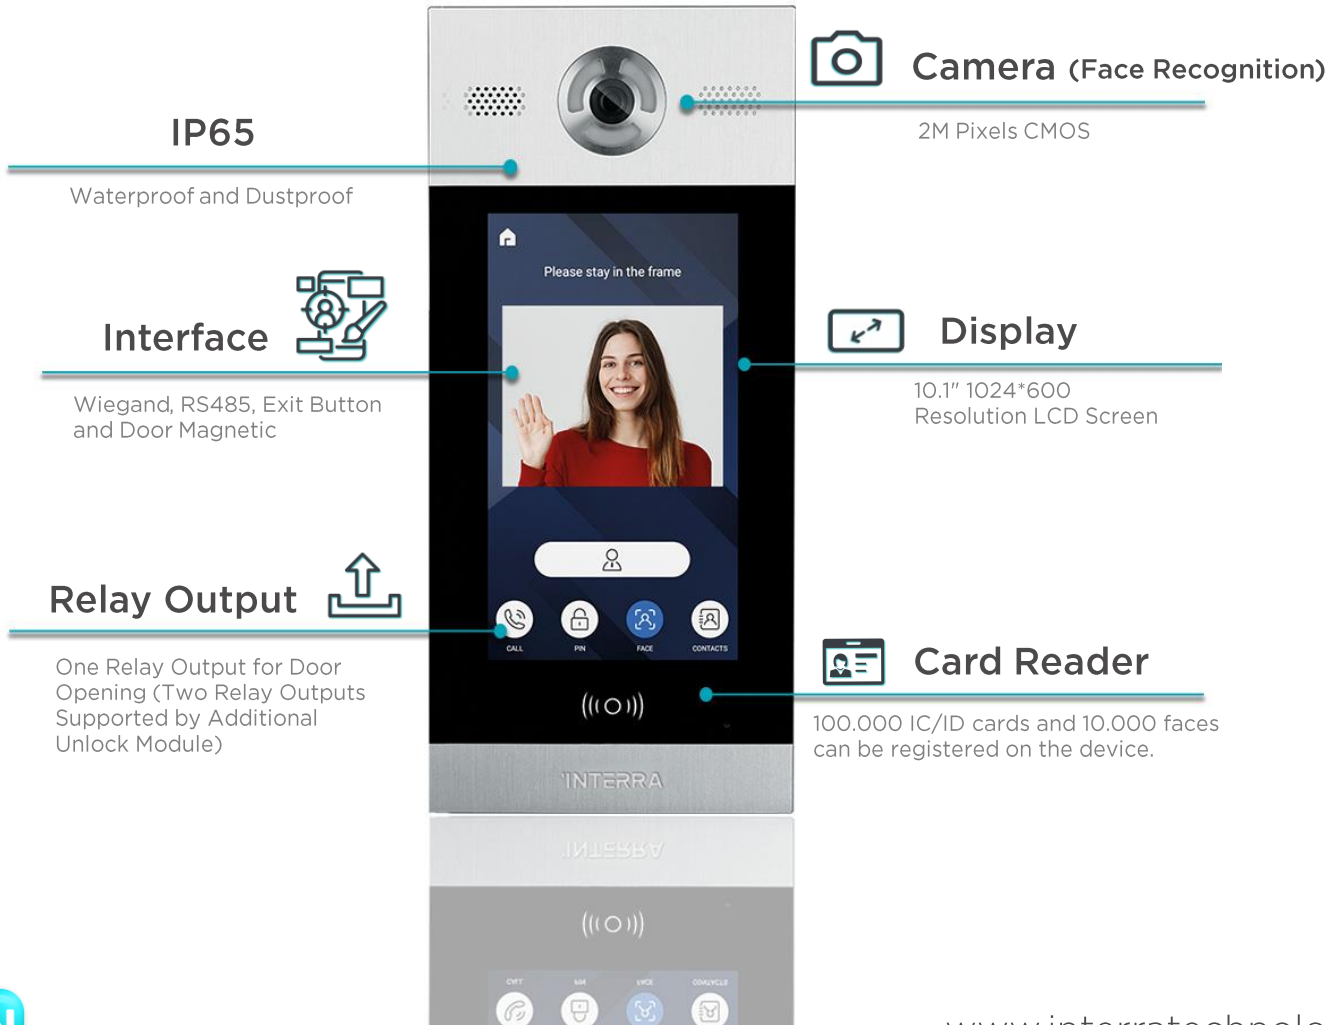 Camera (Face Recognition)
2M Pixels CMOS
IP65
Waterproof and Dustproof
Please stay in the frame
Interface
Wiegand, RS485, Exit Button
and Door Magnetic
Display
10.1" 1024*600
Resolution LCD Screen
Relay Output
One Relay Output for Door
Opening (Two Relay Outputs
Supported by Additional
Unlock Module)
CALL
PIN
FACE
CONTACTS
Card Reader
100.000 IC/ID cards and 10.000 faces
can be registered on the device.
INTERRA